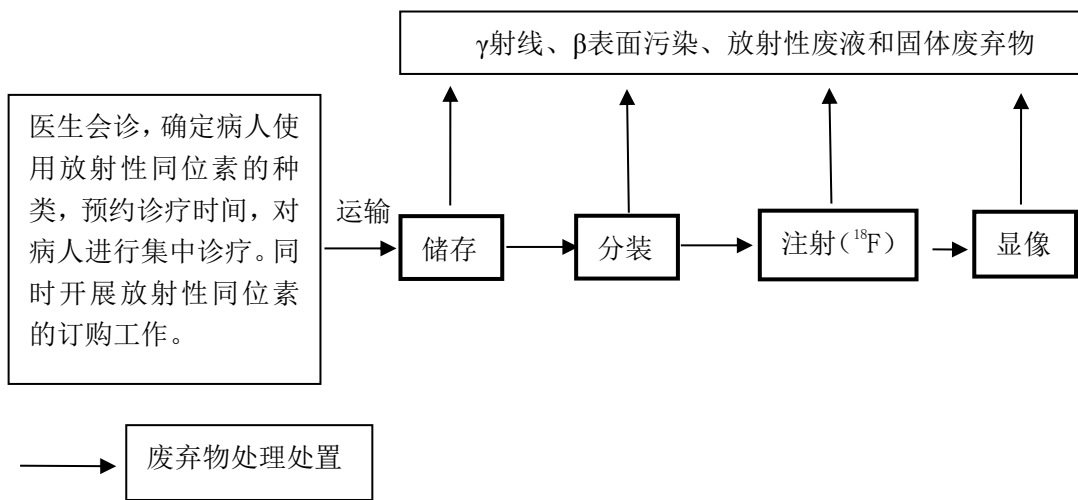 γ射线、β表面污染、放射性废液和固体废弃物
医生会诊，确定病人使
用放射性同位素的种
类，预约诊疗时间，对
病人进行集中诊疗。同
时开展放射性同位素
的订购工作。
运输
储存
分装
注射（¹⁸F）
显像
废弃物处理处置